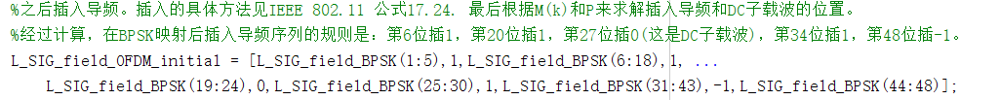 %之后插入导频。插入的具体方法见IEEE 802.11 公式17.24. 最后根据M(k)和P来求解插入导频和DC子载波的位置。
%经过计算，在BPSK映射后插入导频序列的规则是：第6位插1，第20位插1，第27位插0(这是DC子载波)，第34位插1，第48位插-1。
L_SIG_field_OFDM_initial = [L_SIG_field_BPSK(1:5),1,L_SIG_field_BPSK(6:18),1, ...
L_SIG_field_BPSK(19:24),0,L_SIG_field_BPSK(25:30),1,L_SIG_field_BPSK(31:43),-1,L_SIG_field_BPSK(44:48)];